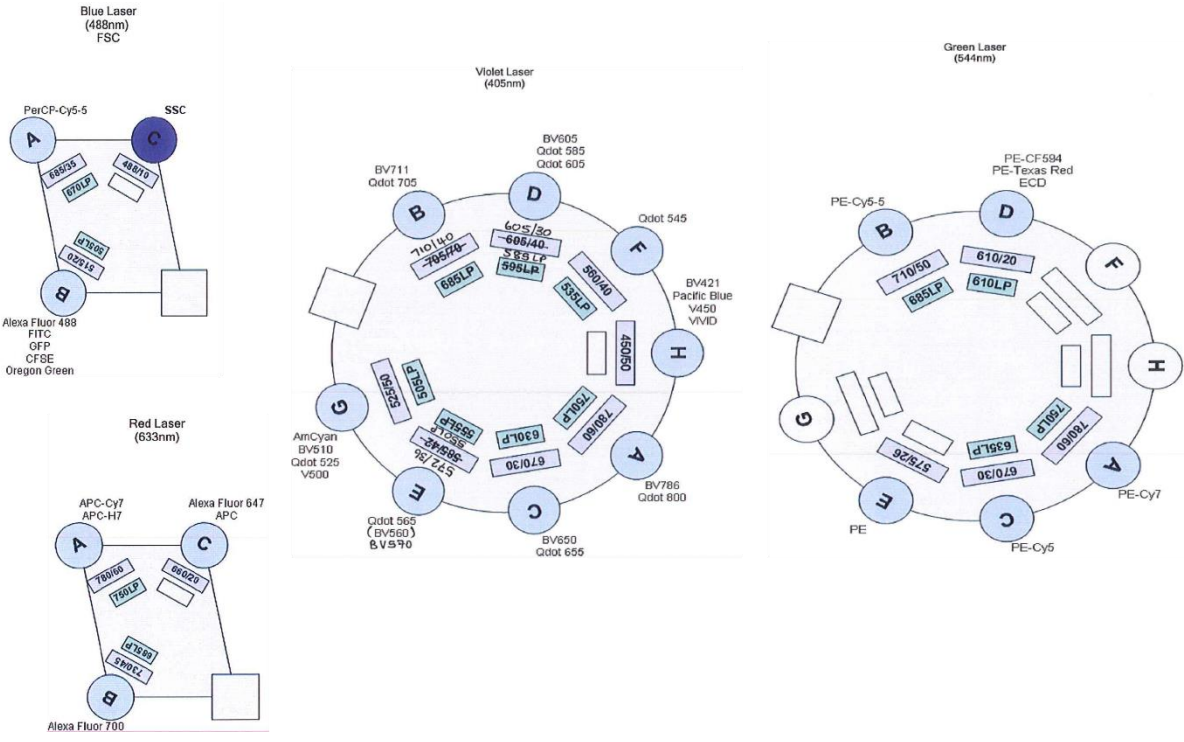 Blue Laser
(488nm)
FSC
PerCP-Cy5-5
SSC
A
C
685/35
488/10
670LP
505LP
515/20
B
Alexa Fluor 488
FITC
GFP
CFSE
Oregon Green
Red Laser
(633nm)
APC-Cy7
APC-H7
Alexa Fluor 647
APC
A
C
780/60
660/20
750LP
685LP
730/45
B
Alexa Fluor 700
Violet Laser
(405nm)
BV605
Qdot 585
Qdot 605
BV711
Qdot 705
D
B
Qdot 545
F
605/30
605/40
710/40
705/70
585LP
595LP
685LP
560/40
535LP
BV421
Pacific Blue
V450
VIVID
450/50
H
525/50
505LP
750LP
780/60
555LP
550LP
585/42
572/36
630LP
670/30
G
A
AmCyan
BV510
Qdot 525
V500
BV786
Qdot 800
E
C
Qdot 565
(BV560)
BV570
BV650
Qdot 655
Green Laser
(544nm)
PE-CF594
PE-Texas Red
ECD
PE-Cy5-5
D
B
F
610/20
710/50
610LP
685LP
H
750LP
780/60
635LP
575/26
670/30
G
A
PE-Cy7
E
C
PE
PE-Cy5